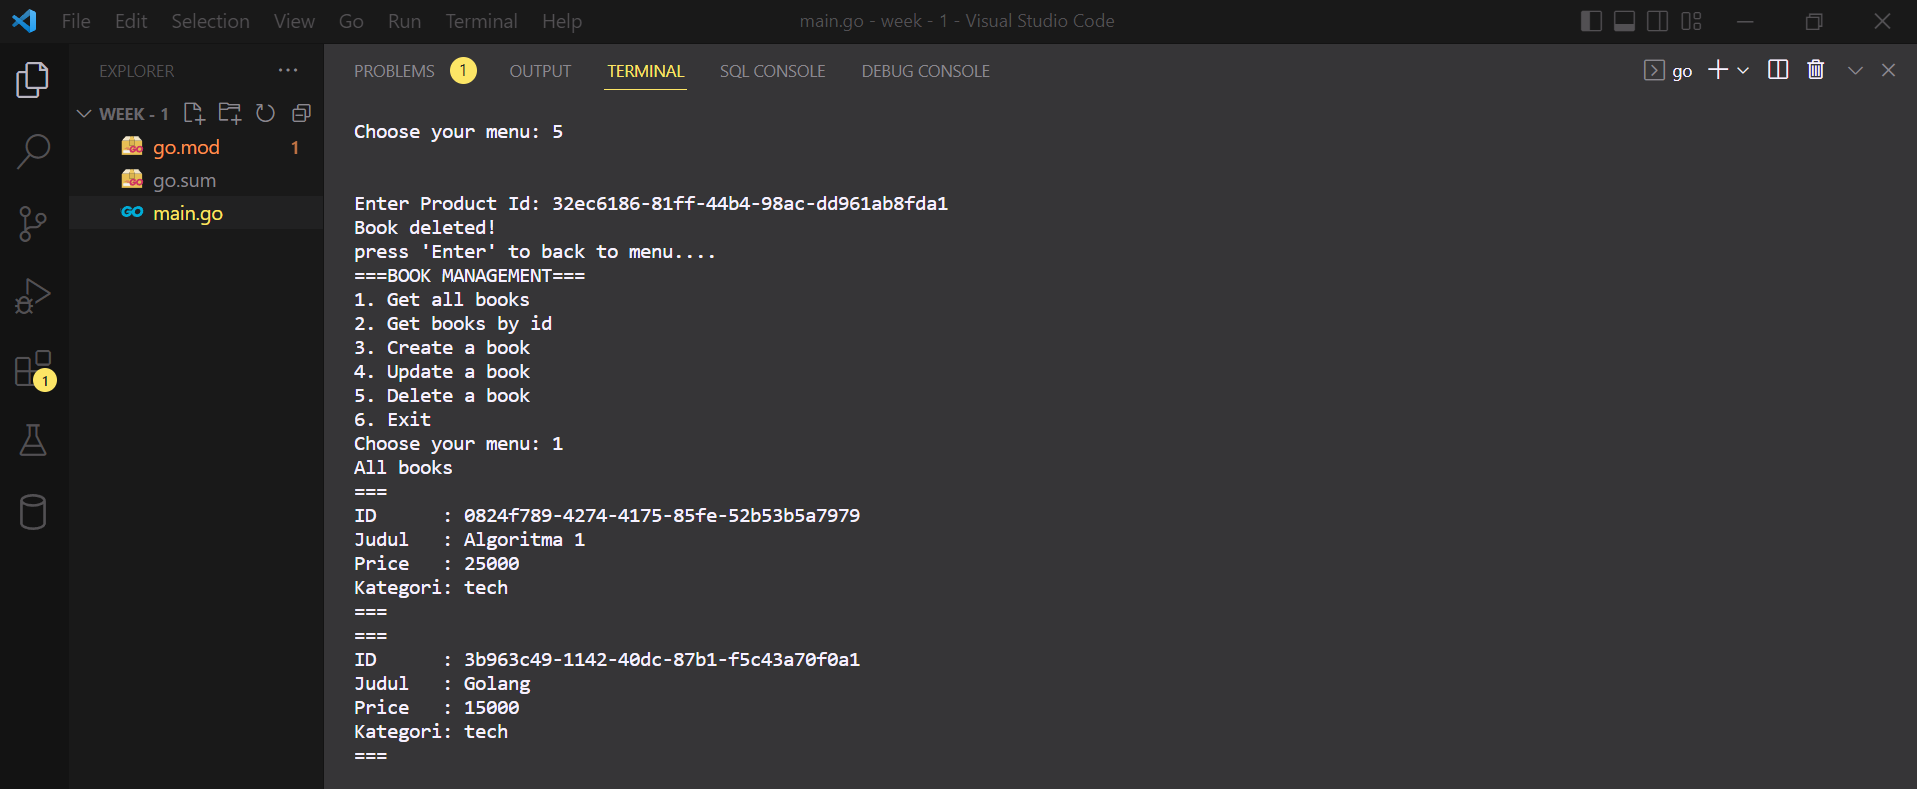 File Edit Selection View Go Run Terminal Help main.go - week - 1 - Visual Studio Code
EXPLORER
WEEK - 1
go.mod 1
go.sum
main.go
1
PROBLEMS 1 OUTPUT TERMINAL SQL CONSOLE DEBUG CONSOLE go
Choose your menu: 5
Enter Product Id: 32ec6186-81ff-44b4-98ac-dd961ab8fda1
Book deleted!
press 'Enter' to back to menu....
===BOOK MANAGEMENT===
1. Get all books
2. Get books by id
3. Create a book
4. Update a book
5. Delete a book
6. Exit
Choose your menu: 1
All books
===
ID      : 0824f789-4274-4175-85fe-52b53b5a7979
Judul   : Algoritma 1
Price   : 25000
Kategori: tech
===
===
ID      : 3b963c49-1142-40dc-87b1-f5c43a70f0a1
Judul   : Golang
Price   : 15000
Kategori: tech
===